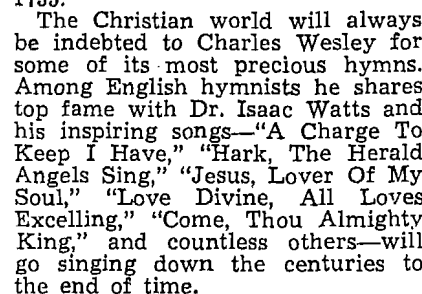 The Christian world will always
be indebted to Charles Wesley for
some of its most precious hymns.
Among English hymnists he shares
top fame with Dr. Isaac Watts and
his inspiring songs—“A Charge To
Keep I Have,” “Hark, The Herald
Angels Sing,” “Jesus, Lover Of My
Soul,” “Love Divine, All Loves
Excelling,” “Come, Thou Almighty
King,” and countless others—will
go singing down the centuries to
the end of time.